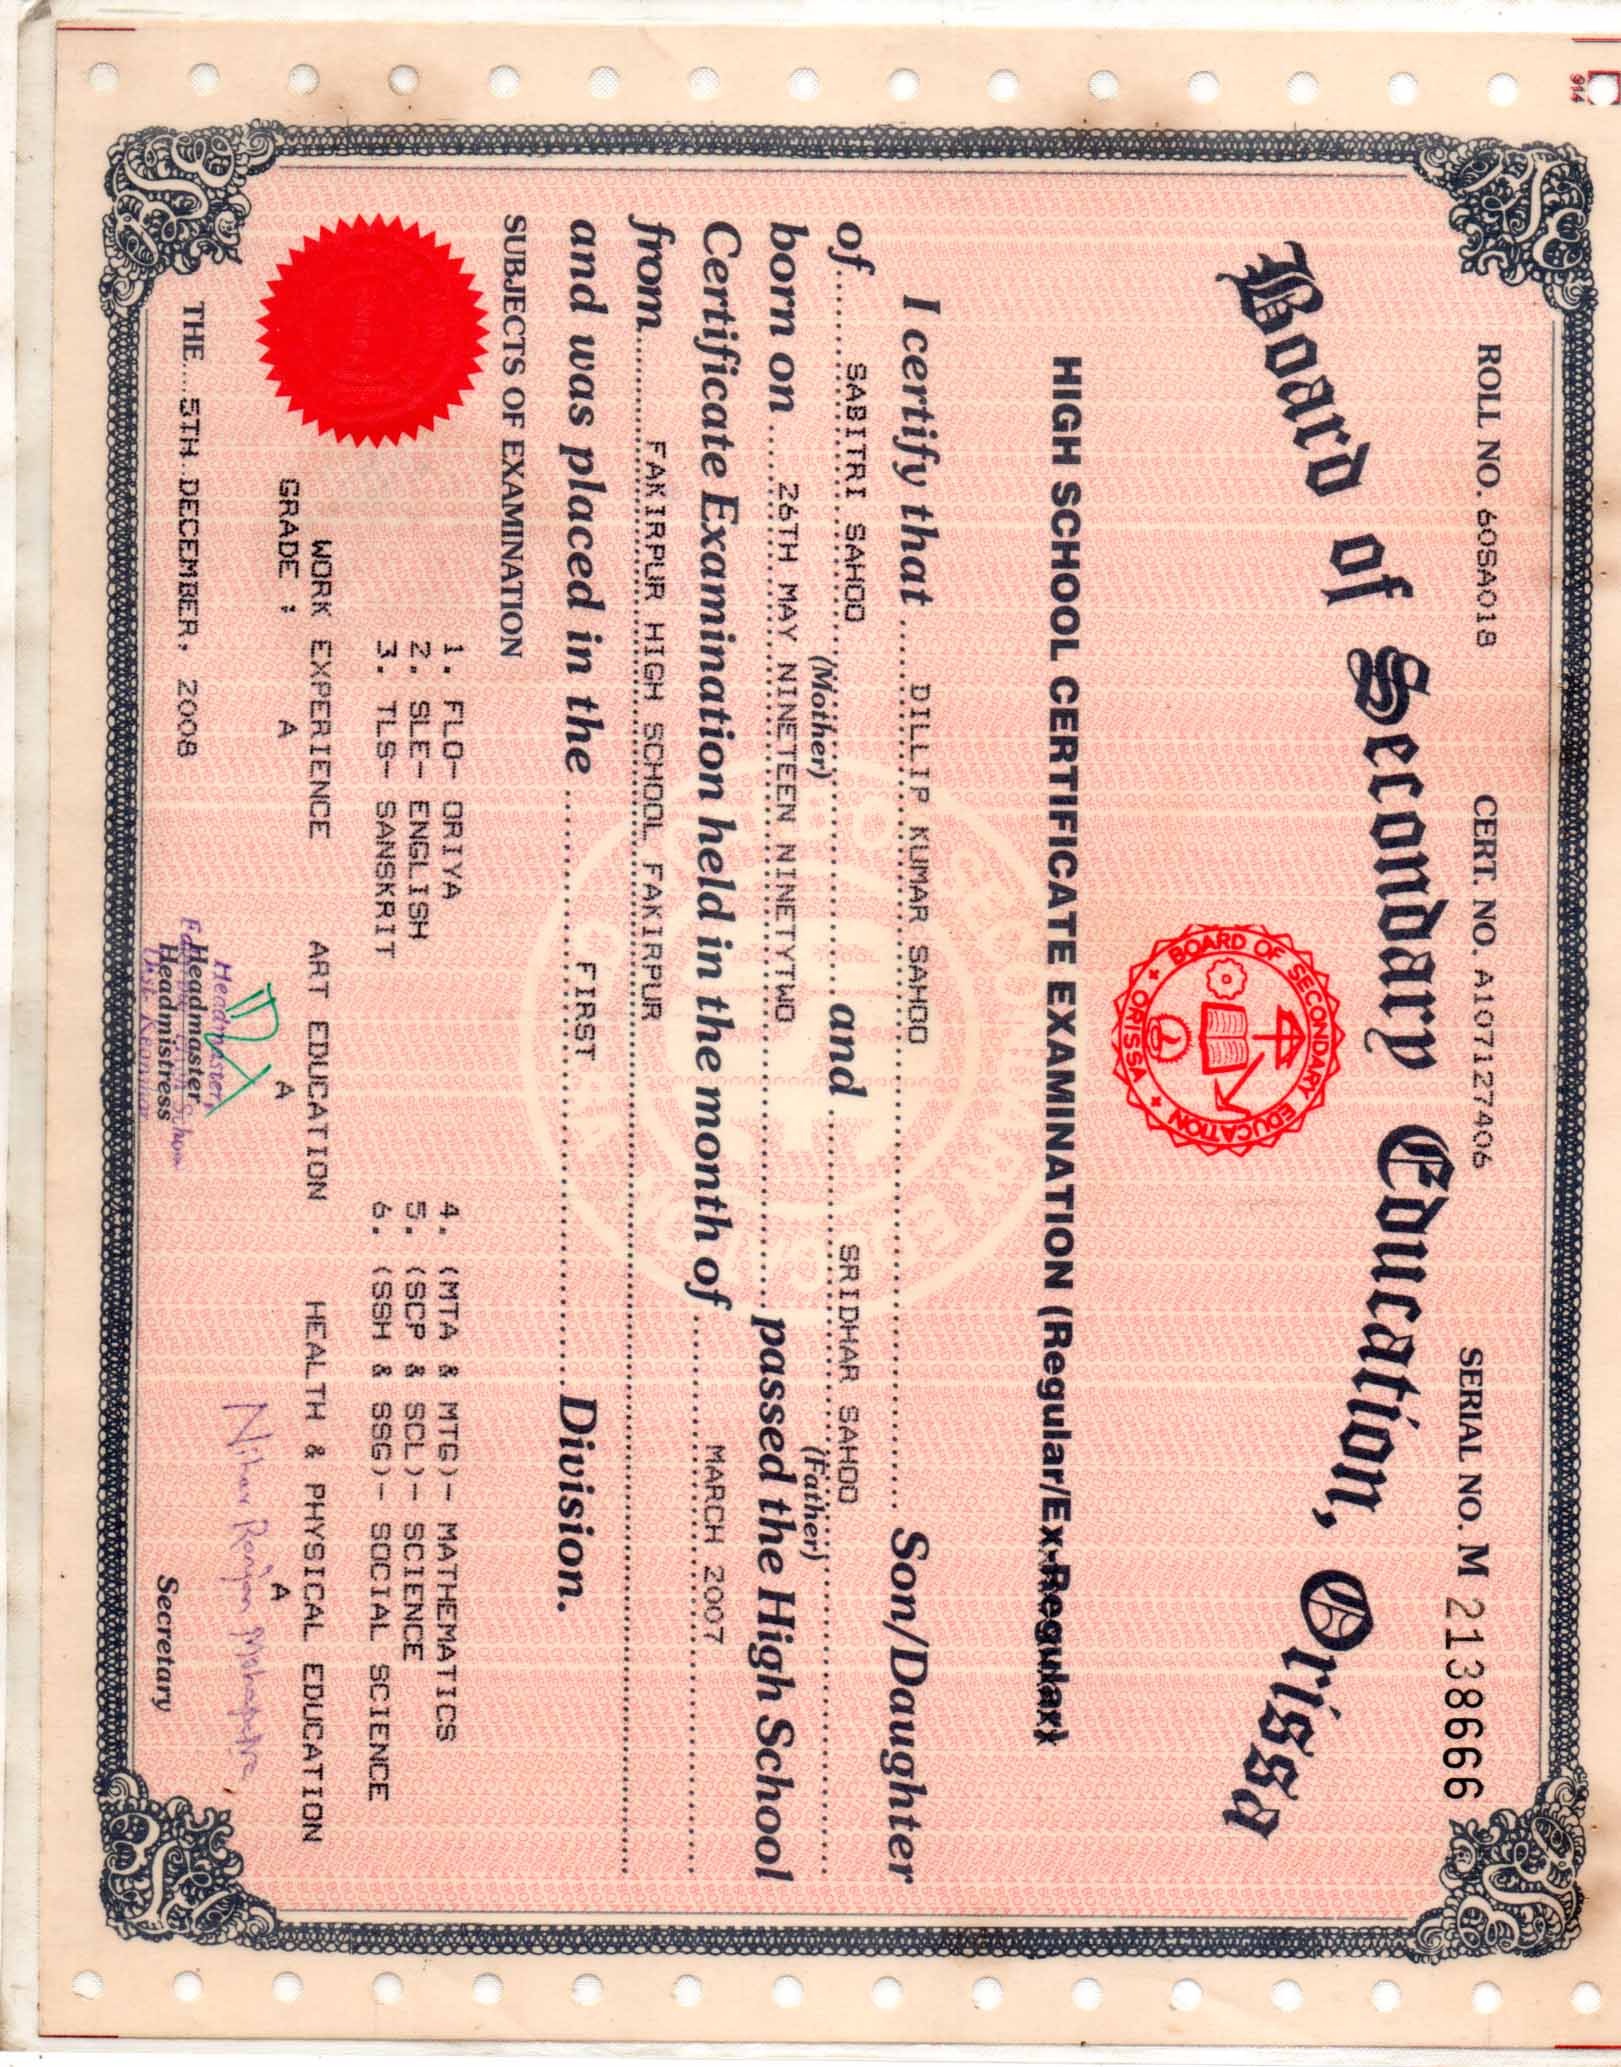 914
ROLL NO. 60SA018 CERT. NO. A107127406 SERIAL NO. M 2138666
Board of Secondary Education, Orissa
BOARD OF SECONDARY EDUCATION
ORISSA
HIGH SCHOOL CERTIFICATE EXAMINATION (Regular/Ex-Regular)
I certify that DILLIP KUMAR SAHOO Son/Daughter
of SABITRI SAHOO and SRIDHAR SAHOO
(Mother) (Father)
born on 26TH MAY NINETEEN NINETYTWO passed the High School
Certificate Examination held in the month of MARCH 2007
from FAKIRPUR HIGH SCHOOL FAKIRPUR
and was placed in the FIRST Division.
SUBJECTS OF EXAMINATION
1. FLO- ORIYA 4. (MTA & MTG)- MATHEMATICS
2. SLE- ENGLISH 5. (SCP & SCL)- SCIENCE
3. TLS- SANSKRIT 6. (SSH & SSG)- SOCIAL SCIENCE
WORK EXPERIENCE ART EDUCATION HEALTH & PHYSICAL EDUCATION
GRADE : A A A
Headmaster
Nihar Ranjan Mohapatra
THE 5TH DECEMBER, 2008 Headmaster
Headmistress Secretary